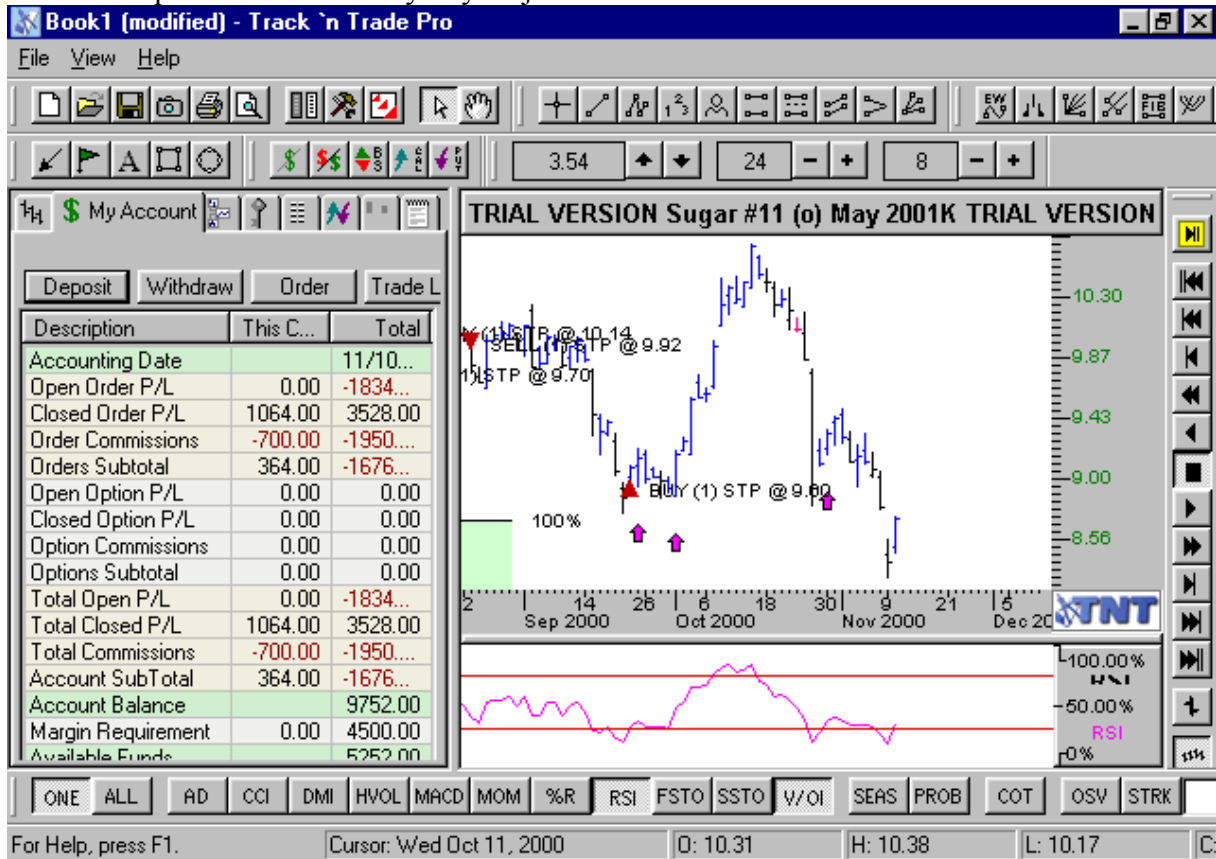 Book1 (modified) - Track `n Trade Pro
File View Help
3.54 24 8
My Account
Deposit Withdraw Order Trade L
Description This C... Total
Accounting Date 11/10...
Open Order P/L 0.00 -1834...
Closed Order P/L 1064.00 3528.00
Order Commissions -700.00 -1950....
Orders Subtotal 364.00 -1676...
Open Option P/L 0.00 0.00
Closed Option P/L 0.00 0.00
Option Commissions 0.00 0.00
Options Subtotal 0.00 0.00
Total Open P/L 0.00 -1834...
Total Closed P/L 1064.00 3528.00
Total Commissions -700.00 -1950....
Account SubTotal 364.00 -1676...
Account Balance 9752.00
Margin Requirement 0.00 4500.00
Available Funds 5252.00
TRIAL VERSION Sugar #11 (o) May 2001K TRIAL VERSION
10.30
(1) STP @ 10.14
SELL (1) STP @ 9.92
9.87
STP @ 9.70
9.43
9.00
BUY (1) STP @
100%
8.56
2 14 26 6 18 30 9 21 5
Sep 2000 Oct 2000 Nov 2000 Dec 20
TNT
100.00%
RSI
50.00%
RSI
0%
ONE ALL AD CCI DMI HVOL MACD MOM %R RSI FSTO SSTO V/OI SEAS PROB COT OSV STRK
For Help, press F1. Cursor: Wed Oct 11, 2000 O: 10.31 H: 10.38 L: 10.17 C: